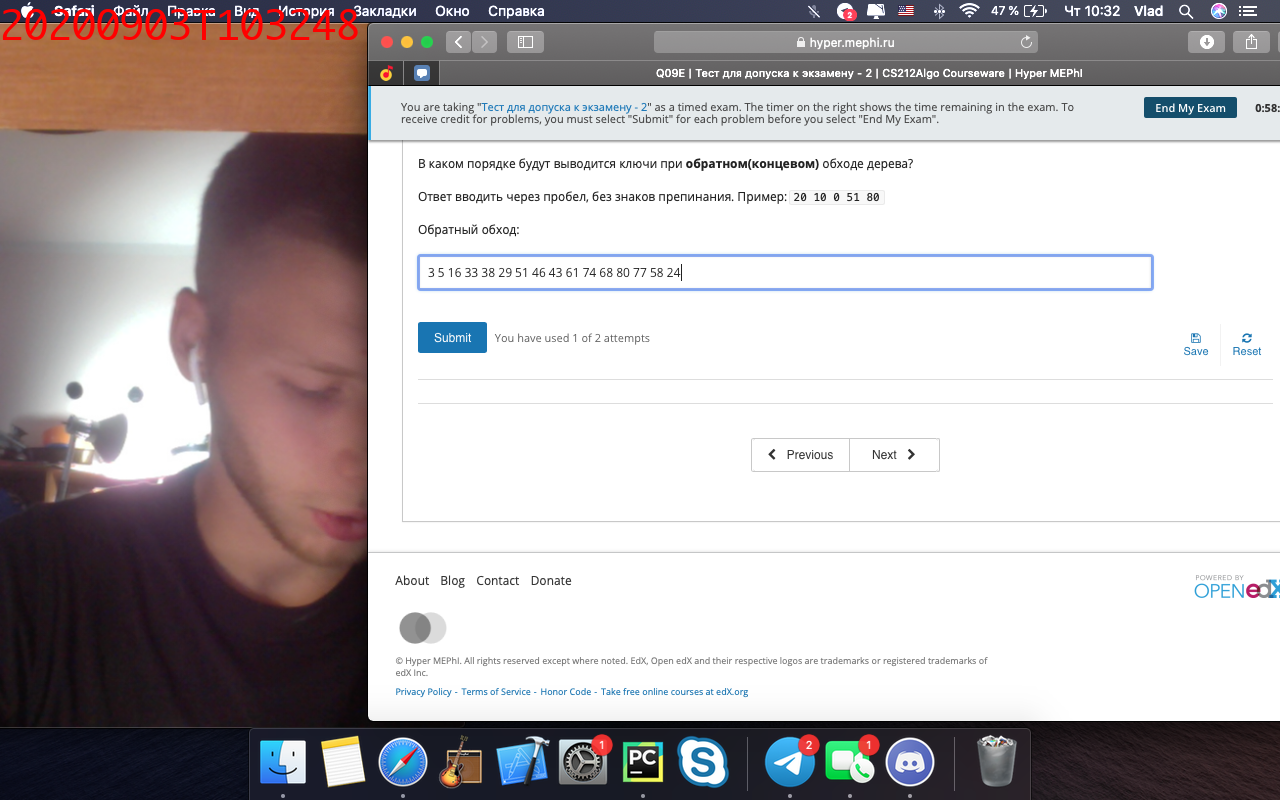 20200903T103248
Safari Файл Правка Вид История Закладки Окно Справка
2
47 % Чт 10:32 Vlad
hyper.mephi.ru
Q09E | Тест для допуска к экзамену - 2 | CS212Algo Courseware | Hyper MEPhI
You are taking "Тест для допуска к экзамену - 2" as a timed exam. The timer on the right shows the time remaining in the exam. To
receive credit for problems, you must select "Submit" for each problem before you select "End My Exam".
End My Exam
0:58:
В каком порядке будут выводится ключи при обратном(концевом) обходе дерева?
Ответ вводить через пробел, без знаков препинания. Пример: 20 10 0 51 80
Обратный обход:
3 5 16 33 38 29 51 46 43 61 74 68 80 77 58 24
Submit You have used 1 of 2 attempts
Save Reset
Previous Next
About Blog Contact Donate
POWERED BY
OPEN edX
© Hyper MEPhI. All rights reserved except where noted. EdX, Open edX and their respective logos are trademarks or registered trademarks of
edX Inc.
Privacy Policy - Terms of Service - Honor Code - Take free online courses at edX.org
1 PC 2 1